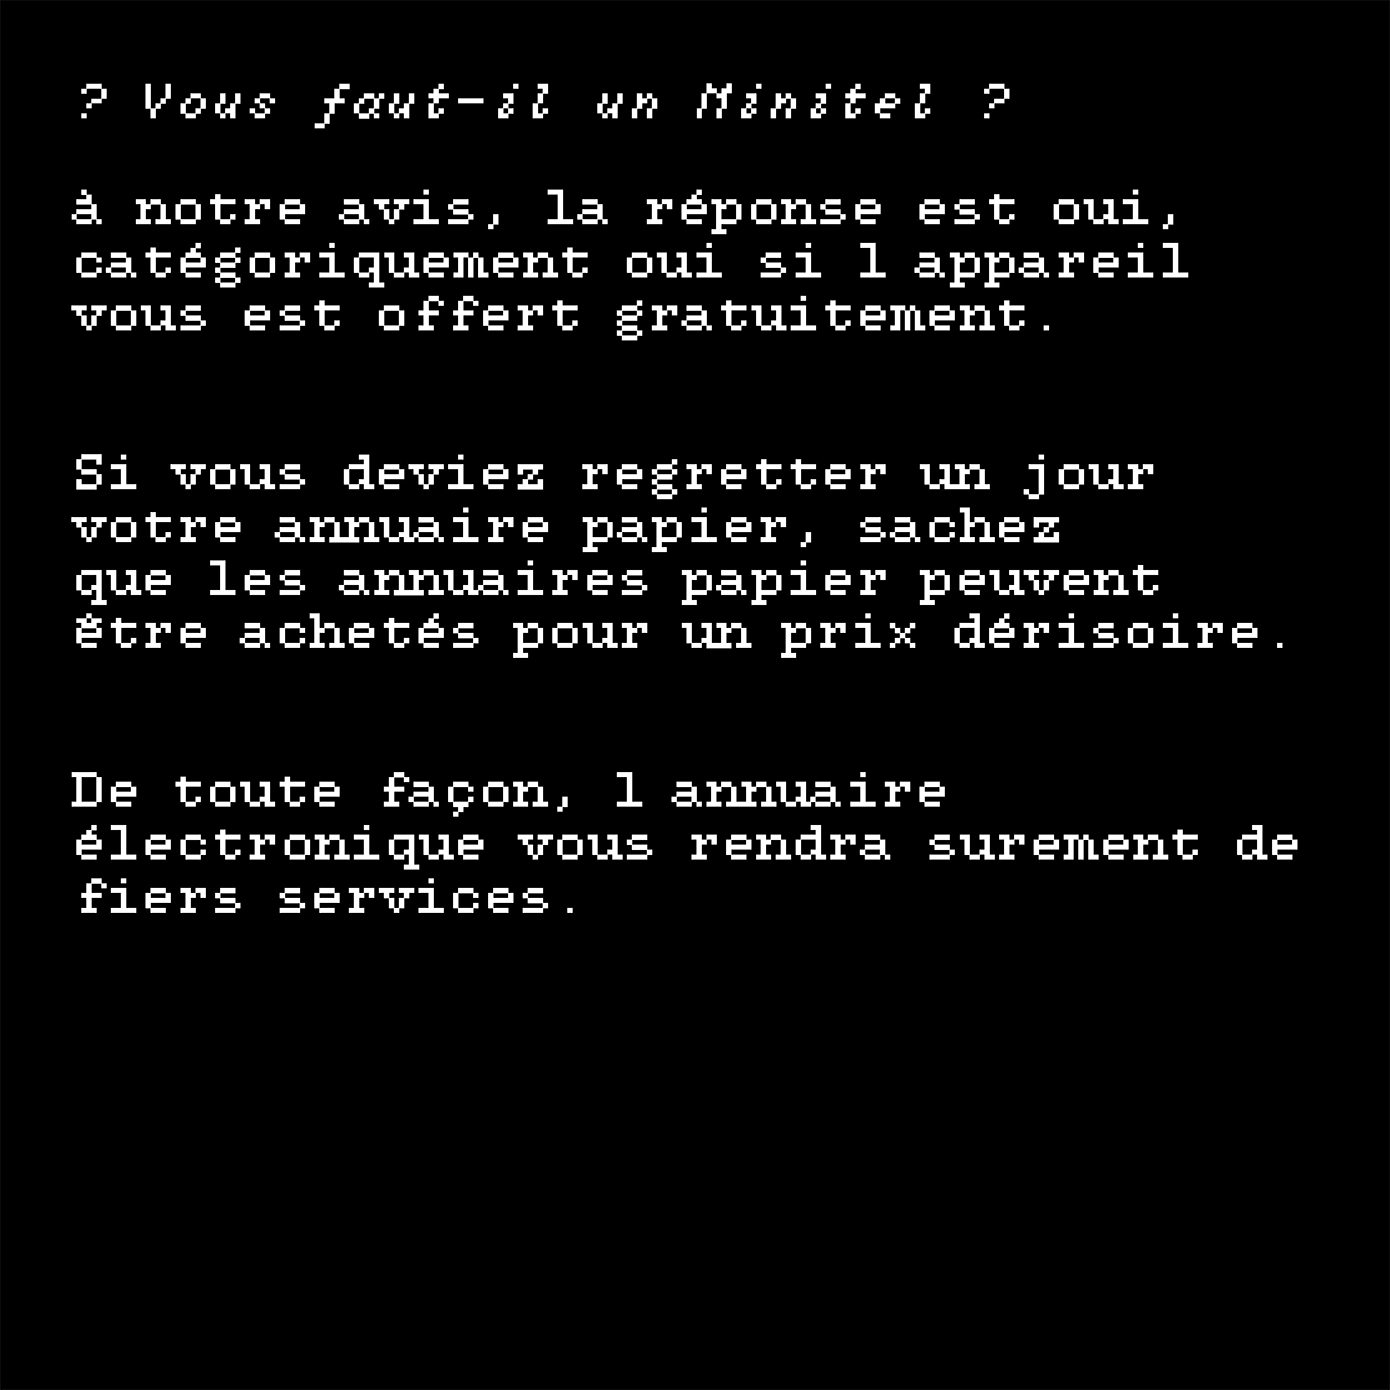 ? Vous faut-il un Minitel ?
à notre avis, la réponse est oui,
catégoriquement oui si l appareil
vous est offert gratuitement.
Si vous deviez regretter un jour
votre annuaire papier, sachez
que les annuaires papier peuvent
être achetés pour un prix dérisoire.
De toute façon, l annuaire
électronique vous rendra surement de
fiers services.